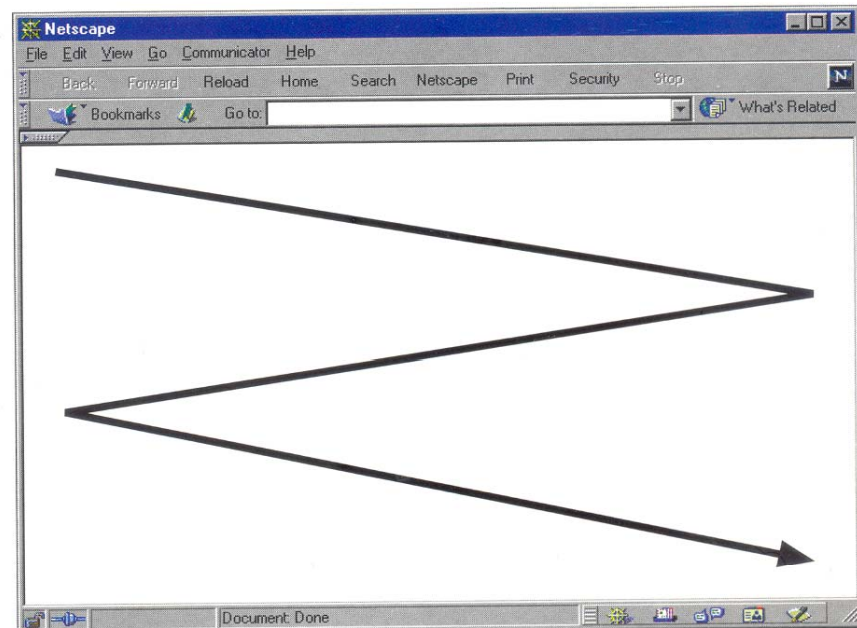 Netscape
File Edit View Go Communicator Help
Back Forward Reload Home Search Netscape Print Security Stop
N
Bookmarks Go to: What's Related
Document: Done